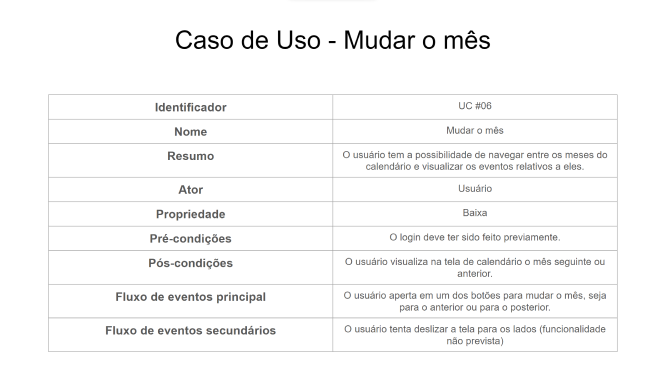 Caso de Uso - Mudar o mês
Identificador
UC #06
Nome
Mudar o mês
Resumo
O usuário tem a possibilidade de navegar entre os meses do
calendário e visualizar os eventos relativos a eles.
Ator
Usuário
Propriedade
Baixa
Pré-condições
O login deve ter sido feito previamente.
Pós-condições
O usuário visualiza na tela de calendário o mês seguinte ou
anterior.
Fluxo de eventos principal
O usuário aperta em um dos botões para mudar o mês, seja
para o anterior ou para o posterior.
Fluxo de eventos secundários
O usuário tenta deslizar a tela para os lados (funcionalidade
não prevista)